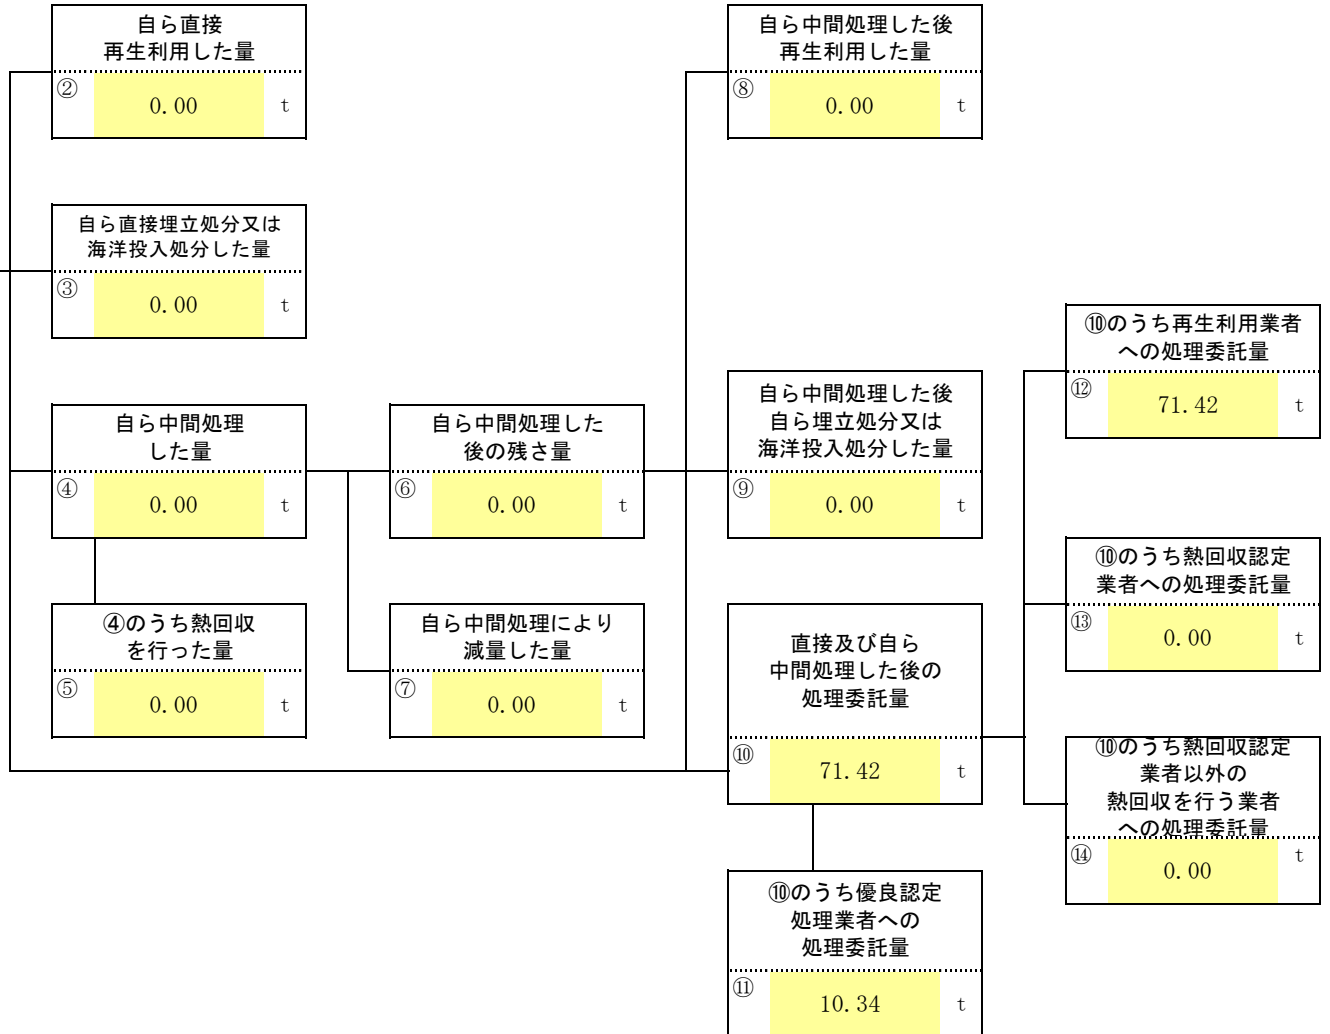 自ら直接
再生利用した量
②
0.00 t
自ら直接埋立処分又は
海洋投入処分した量
③
0.00 t
自ら中間処理
した量
④
0.00 t
④のうち熱回収
を行った量
⑤
0.00 t
自ら中間処理した
後の残さ量
⑥
0.00 t
自ら中間処理により
減量した量
⑦
0.00 t
自ら中間処理した後
再生利用した量
⑧
0.00 t
自ら中間処理した後
自ら埋立処分又は
海洋投入処分した量
⑨
0.00 t
直接及び自ら
中間処理した後の
処理委託量
⑩
71.42 t
⑩のうち優良認定
処理業者への
処理委託量
⑪
10.34 t
⑩のうち再生利用業者
への処理委託量
⑫
71.42 t
⑩のうち熱回収認定
業者への処理委託量
⑬
0.00 t
⑩のうち熱回収認定
業者以外の
熱回収を行う業者
への処理委託量
⑭
0.00 t